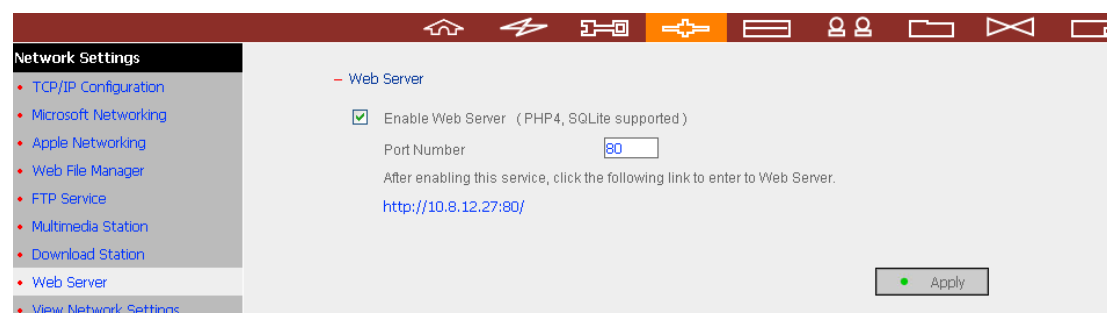 Network Settings
TCP/IP Configuration
Microsoft Networking
Apple Networking
Web File Manager
FTP Service
Multimedia Station
Download Station
Web Server
View Network Settings
– Web Server
Enable Web Server ( PHP4, SQLite supported )
Port Number 80
After enabling this service, click the following link to enter to Web Server.
http://10.8.12.27:80/
Apply